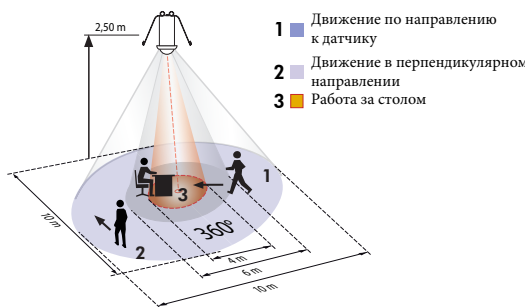 2,50 m
1 Движение по направлению
к датчику
2 Движение в перпендикулярном
направлении
3 Работа за столом
1
3
2
360°
10 m
4 m
6 m
10 m